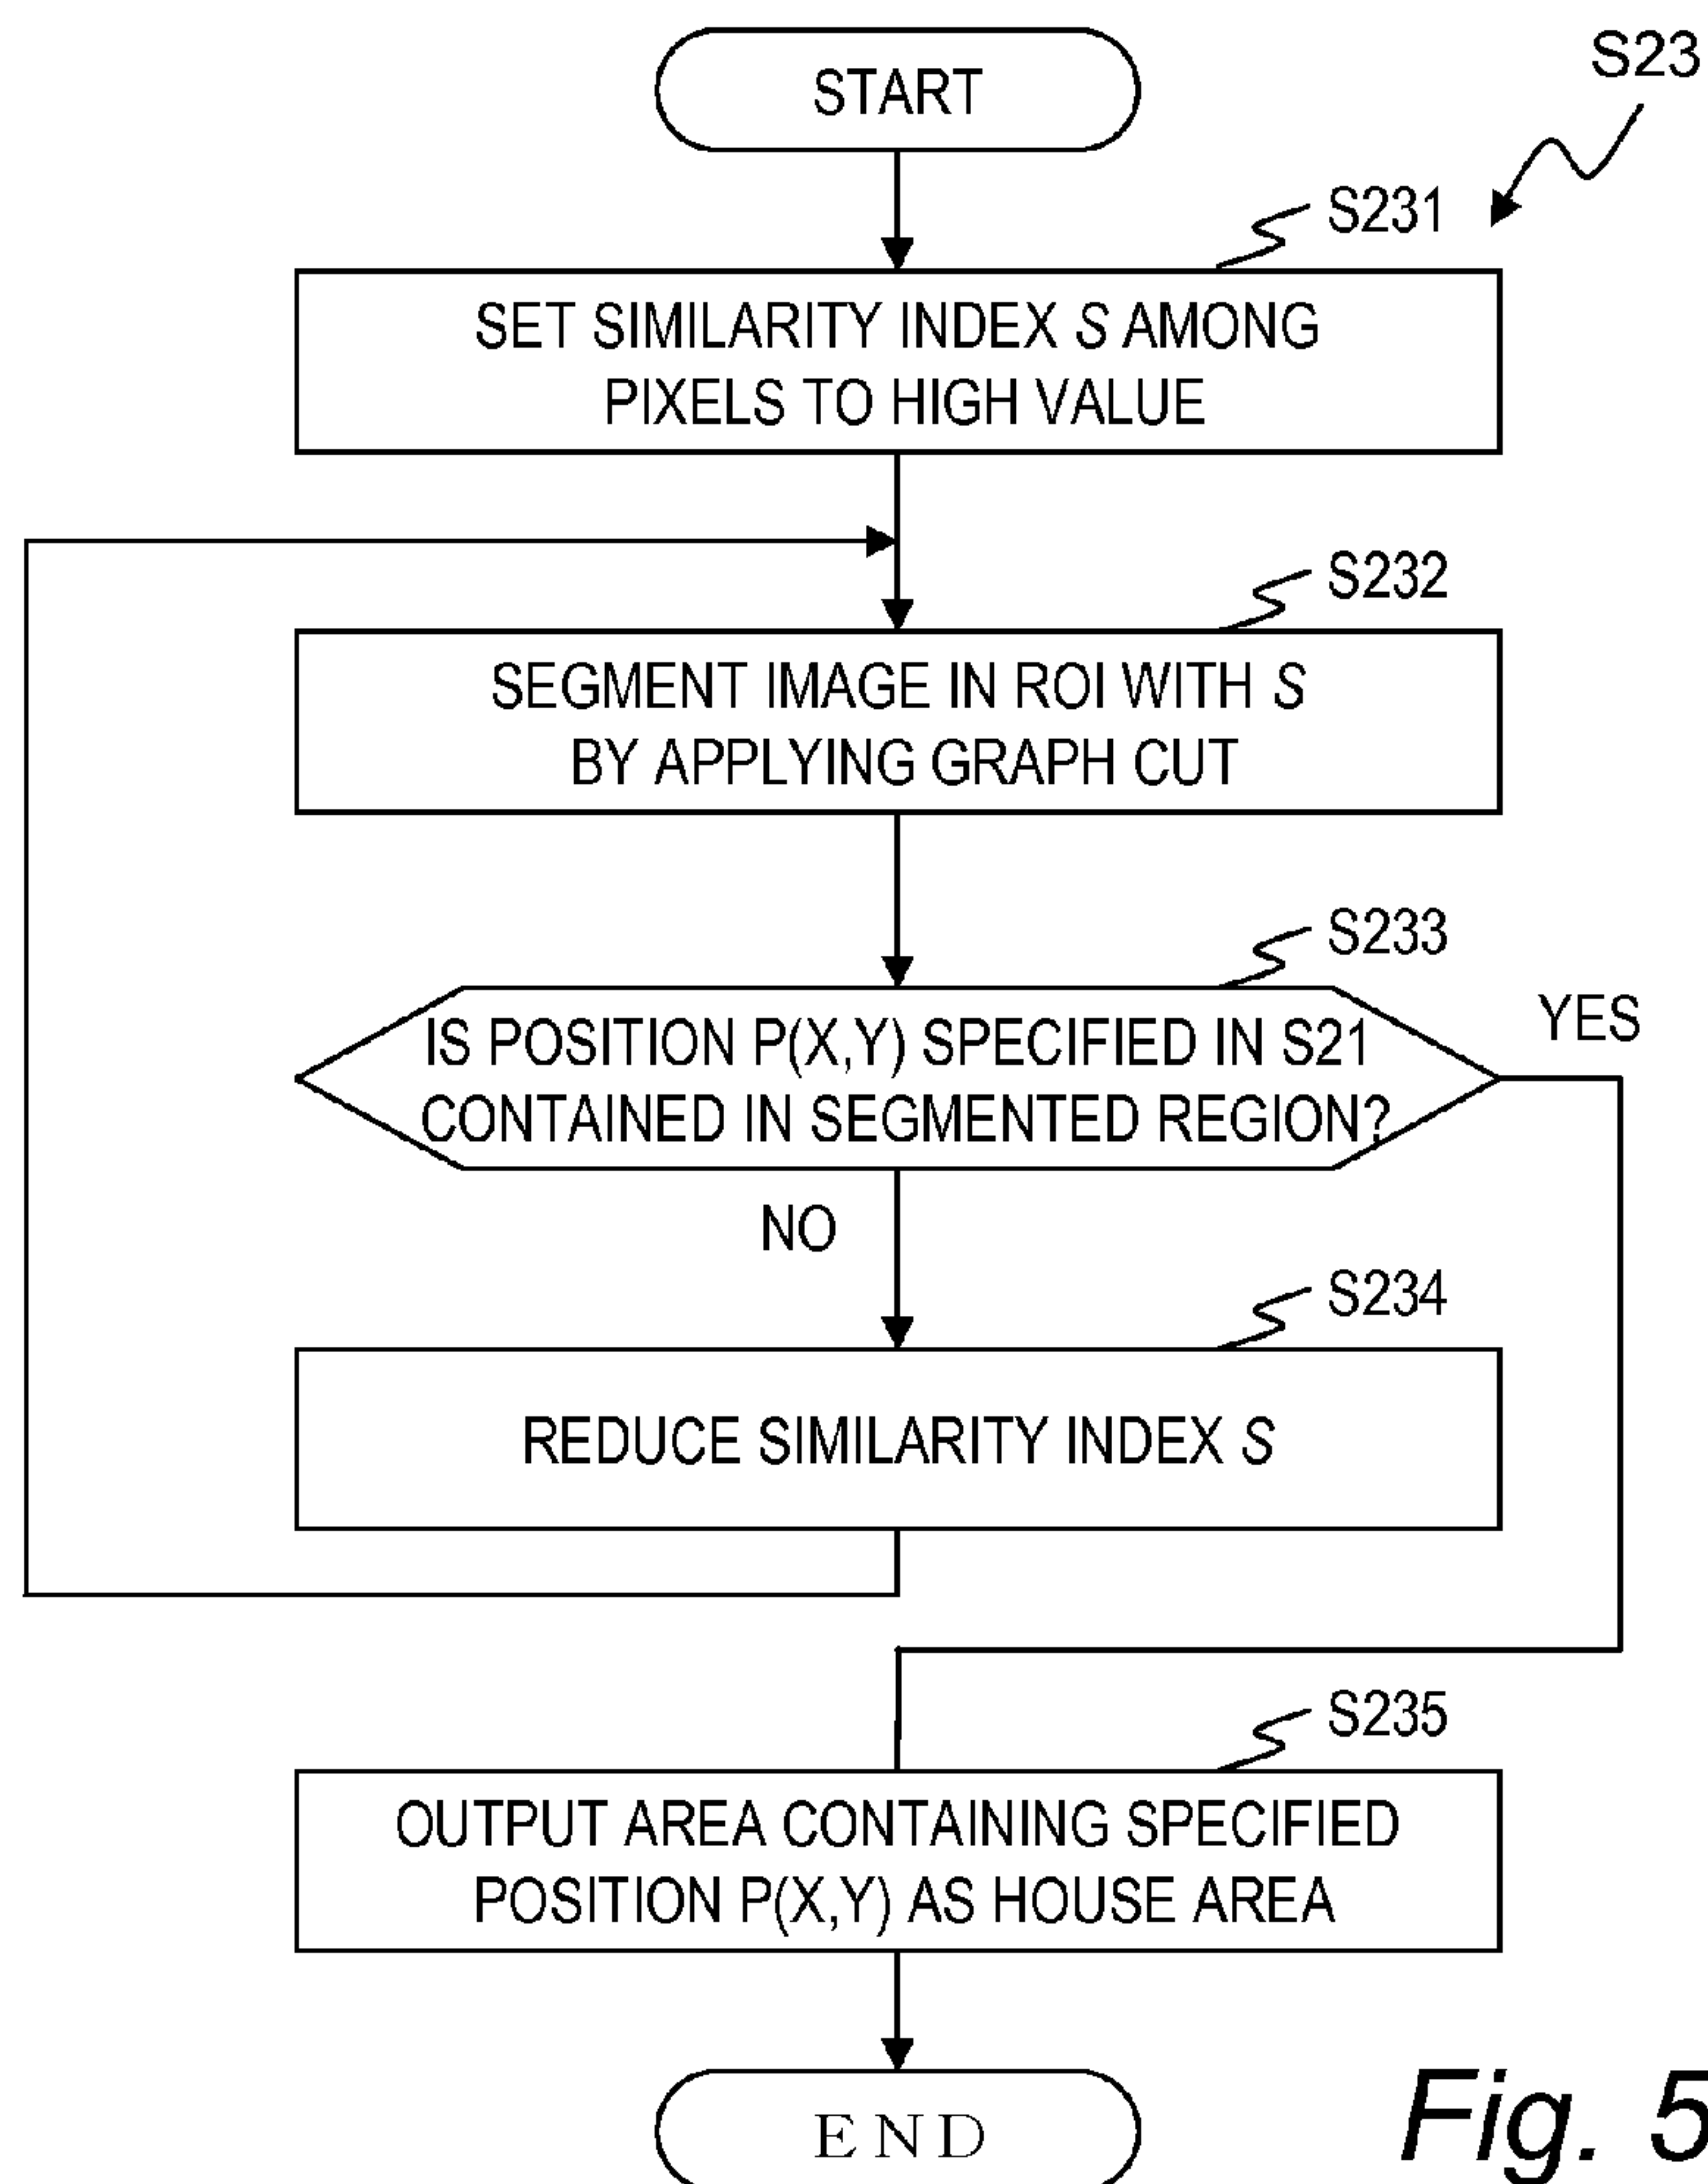 START
S23
S231
SET SIMILARITY INDEX S AMONG
PIXELS TO HIGH VALUE
S232
SEGMENT IMAGE IN ROI WITH S
BY APPLYING GRAPH CUT
S233
IS POSITION P(X,Y) SPECIFIED IN S21
CONTAINED IN SEGMENTED REGION?
YES
NO
S234
REDUCE SIMILARITY INDEX S
S235
OUTPUT AREA CONTAINING SPECIFIED
POSITION P(X,Y) AS HOUSE AREA
END
Fig. 5